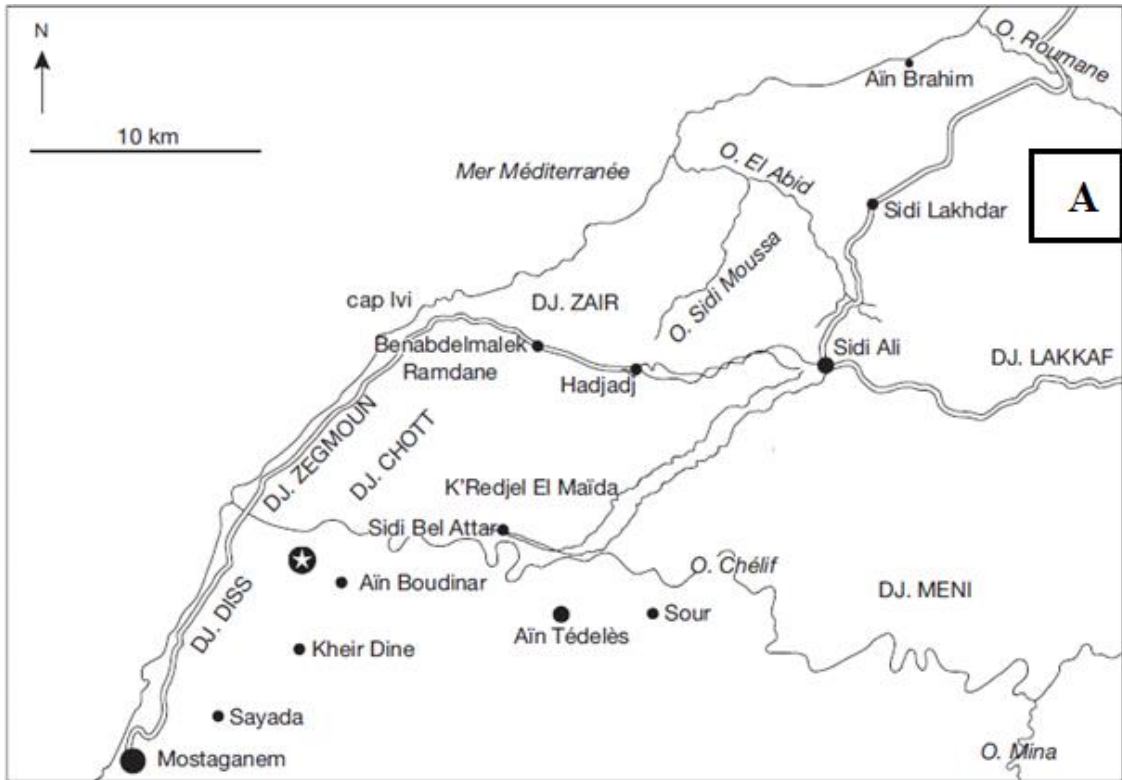 N
O. Roumane
Aïn Brahim
10 km
Mer Méditerranée
O. El Abid
A
Sidi Lakhdar
O. Sidi Moussa
cap Ivi
DJ. ZAIR
Benabdelmalek
Ramdane
Sidi Ali
DJ. LAKKAF
Hadjadj
DJ. ZEGMOUN
DJ. CHOTT
K'Redjel El Maïda
Sidi Bel Attar
O. Chélif
Aïn Boudinar
DJ. MENI
DJ. DISS
Aïn Tédelès
Sour
Kheir Dine
Sayada
Mostaganem
O. Mina